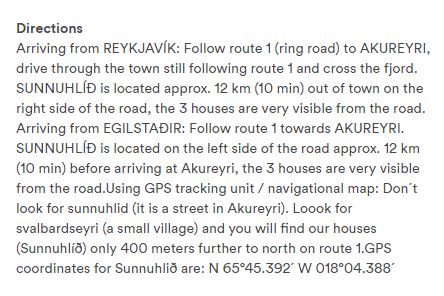 Directions
Arriving from REYKJAVÍK: Follow route 1 (ring road) to AKUREYRI,
drive through the town still following route 1 and cross the fjord.
SUNNUHLÍÐ is located approx. 12 km (10 min) out of town on the
right side of the road, the 3 houses are very visible from the road.
Arriving from EGILSTAÐIR: Follow route 1 towards AKUREYRI.
SUNNUHLÍÐ is located on the left side of the road approx. 12 km
(10 min) before arriving at Akureyri, the 3 houses are very visible
from the road.Using GPS tracking unit / navigational map: Don´t
look for sunnuhlid (it is a street in Akureyri). Loook for
svalbardseyri (a small village) and you will find our houses
(Sunnuhlíð) only 400 meters further to north on route 1.GPS
coordinates for Sunnuhlið are: N 65°45.392´ W 018°04.388´